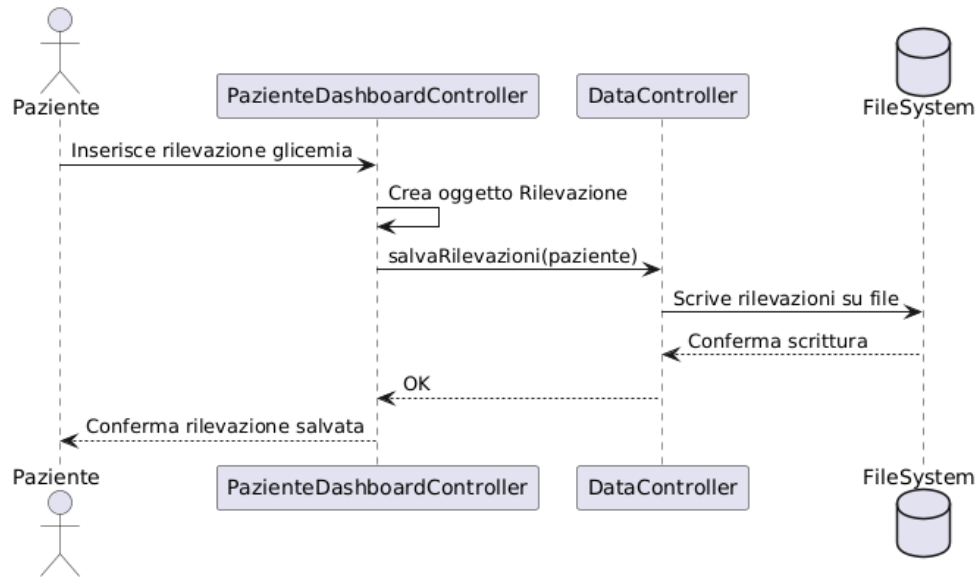 Paziente
PazienteDashboardController
DataController
FileSystem
Inserisce rilevazione glicemia
Crea oggetto Rilevazione
salvaRilevazioni(paziente)
Scrive rilevazioni su file
Conferma scrittura
OK
Conferma rilevazione salvata
Paziente
PazienteDashboardController
DataController
FileSystem